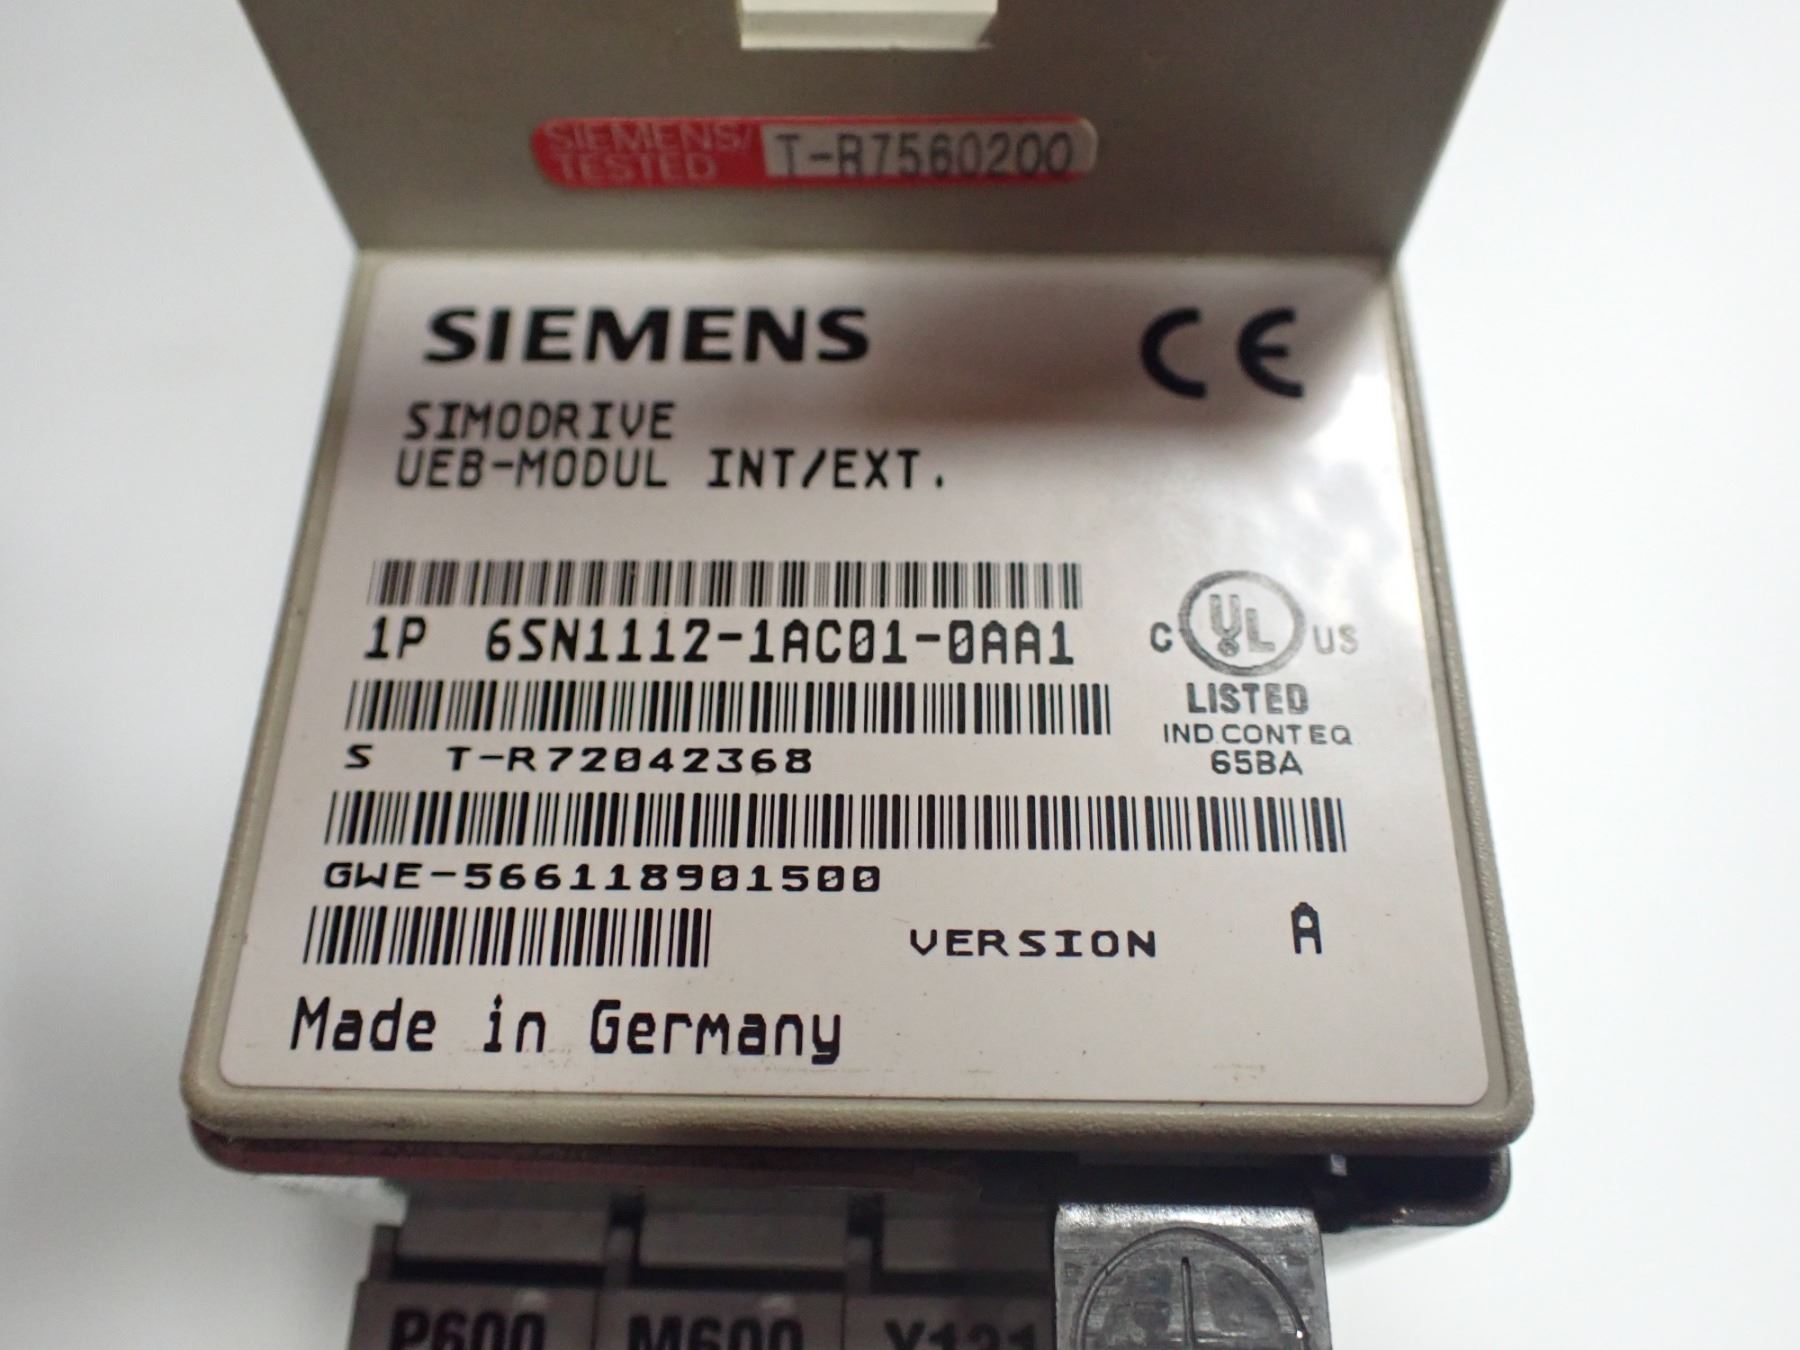 SIEMENS/ T-R7560200
TESTED
SIEMENS CE
SIMODRIVE
UEB-MODUL INT/EXT.
1P 6SN1112-1AC01-0AA1
C UL US
LISTED
IND.CONT.EQ
65BA
S T-R72042368
GWE-566118901500
VERSION A
Made in Germany
P600 M600 X131